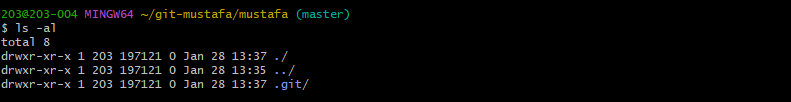 203@203-004 MINGW64 ~/git-mustafa/mustafa (master)
$ ls -al
total 8
drwxr-xr-x 1 203 197121 0 Jan 28 13:37 ./
drwxr-xr-x 1 203 197121 0 Jan 28 13:35 ../
drwxr-xr-x 1 203 197121 0 Jan 28 13:37 .git/